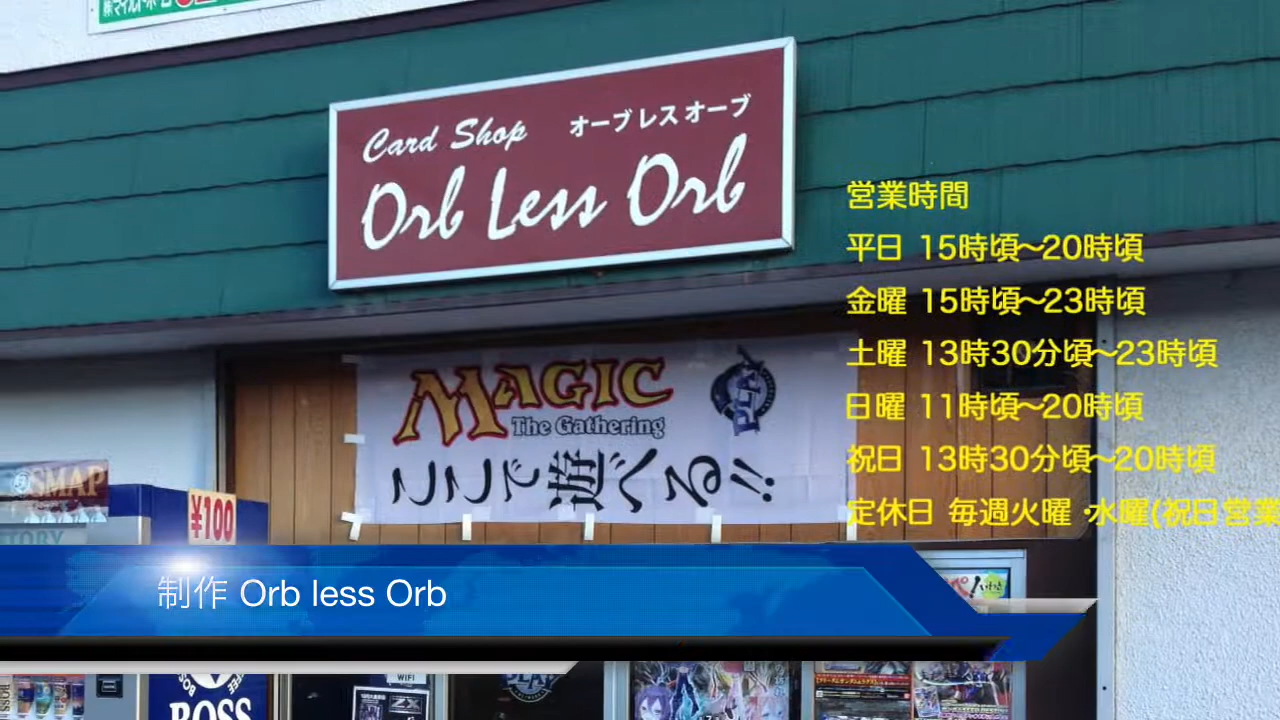 Card Shop オーブレスオーブ
Orb Less Orb
営業時間
平日 15時頃〜20時頃
金曜 15時頃〜23時頃
土曜 13時30分頃〜23時頃
日曜 11時頃〜20時頃
祝日 13時30分頃〜20時頃
定休日 毎週火曜・水曜(祝日営業
MAGIC
The Gathering
PLAY
ここで遊べる!!
SMAP
¥100
制作 Orb less Orb
WIFI
ZX
PLAY
BOSS